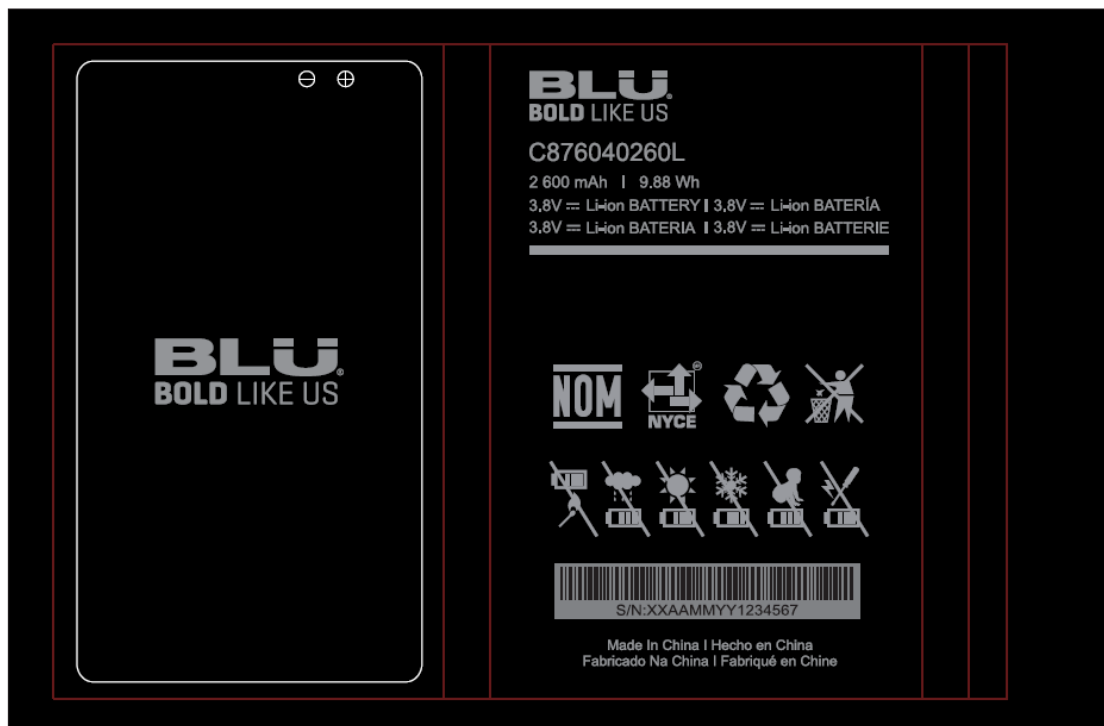 BLU®
BOLD LIKE US
BLU®
BOLD LIKE US
C876040260L
2 600 mAh I 9.88 Wh
3.8V ⎓ Li-ion BATTERY I 3.8V ⎓ Li-ion BATERÍA
3.8V ⎓ Li-ion BATERIA I 3.8V ⎓ Li-ion BATTERIE
NOM
NYCE
S/N:XXAAMMYY1234567
Made In China I Hecho en China
Fabricado Na China I Fabriqué en Chine